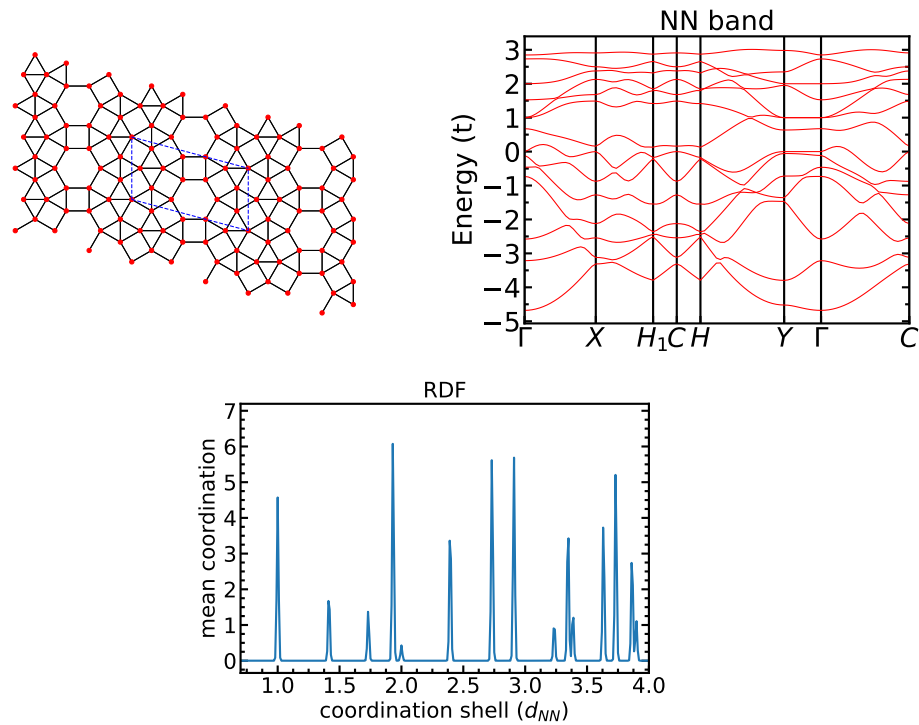 NN band
Energy (t)
3
2
1
0
−1
−2
−3
−4
−5
Γ X H₁ C H Y Γ C
RDF
mean coordination
7
6
5
4
3
2
1
0
1.0 1.5 2.0 2.5 3.0 3.5 4.0
coordination shell (d_NN)